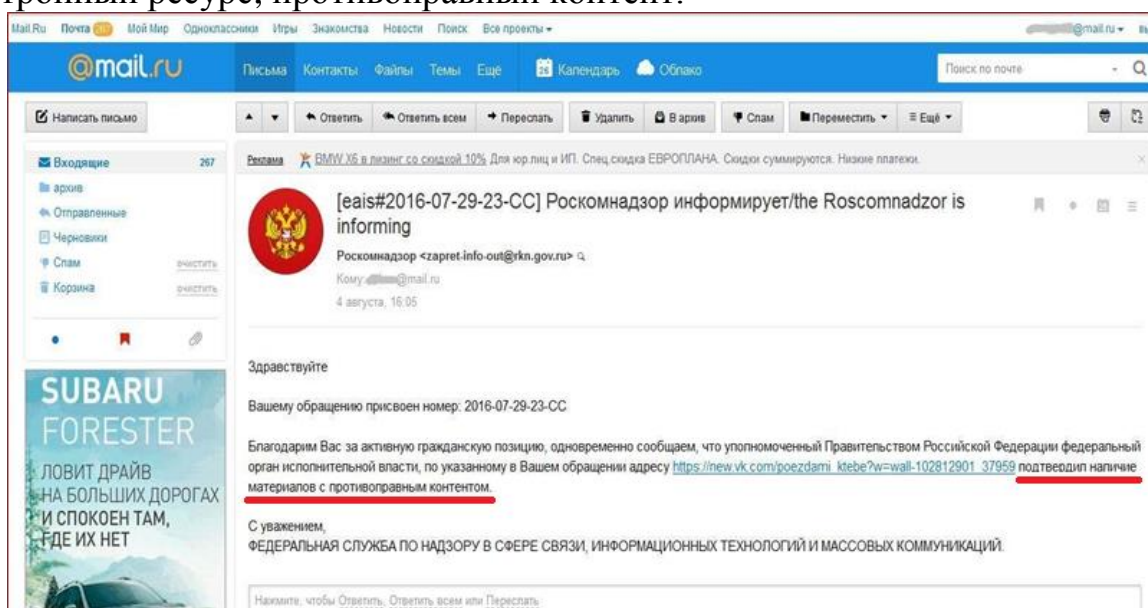 тронный ресурс, противоправный контент.
Mail.Ru Почта Мой Мир Одноклассники Игры Знакомства Новости Поиск Все проекты @mail.ru
@mail.ru Письма Контакты Файлы Темы Ещё 26 Календарь Облако Поиск по почте
Написать письмо Ответить Ответить всем Переслать Удалить В архив Спам Переместить Ещё
Входящие 267
архив
Отправленные
Черновики
Спам очистить
Корзина очистить
Реклама BMW X6 в лизинг со скидкой 10% Для юр.лиц и ИП. Спец.скидка ЕВРОПЛАНА. Скидки суммируются. Низкие платежи.
[eais#2016-07-29-23-CC] Роскомнадзор информирует/the Roscomnadzor is
informing
Роскомнадзор <zapret-info-out@rkn.gov.ru>
Кому: @mail.ru
4 августа, 16:05
Здравствуйте
Вашему обращению присвоен номер: 2016-07-29-23-CC
Благодарим Вас за активную гражданскую позицию, одновременно сообщаем, что уполномоченный Правительством Российской Федерации федеральный
орган исполнительной власти, по указанному в Вашем обращении адресу https://new.vk.com/poezdami_ktebe?w=wall-102812901_37959 подтвердил наличие
материалов с противоправным контентом.
С уважением,
ФЕДЕРАЛЬНАЯ СЛУЖБА ПО НАДЗОРУ В СФЕРЕ СВЯЗИ, ИНФОРМАЦИОННЫХ ТЕХНОЛОГИЙ И МАССОВЫХ КОММУНИКАЦИЙ.
Нажмите, чтобы Ответить, Ответить всем или Переслать
SUBARU
FORESTER
ЛОВИТ ДРАЙВ
НА БОЛЬШИХ ДОРОГАХ
И СПОКОЕН ТАМ,
ГДЕ ИХ НЕТ